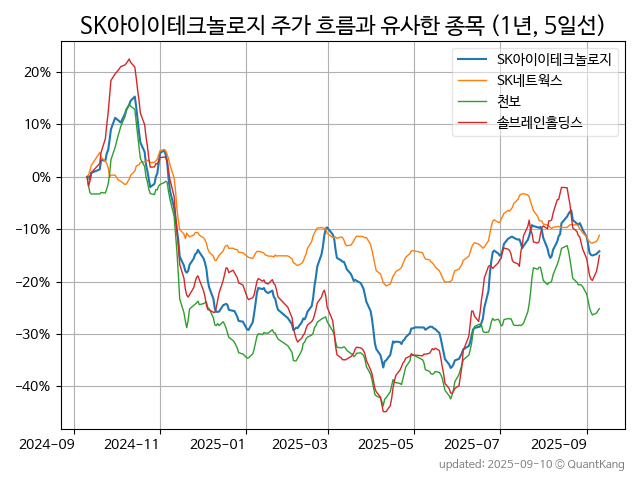 SK아이이테크놀로지 주가 흐름과 유사한 종목 (1년, 5일선)
SK아이이테크놀로지
SK네트웍스
천보
솔브레인홀딩스
20%
10%
0%
−10%
−20%
−30%
−40%
2024-09 2024-11 2025-01 2025-03 2025-05 2025-07 2025-09
updated: 2025-09-10 © QuantKang